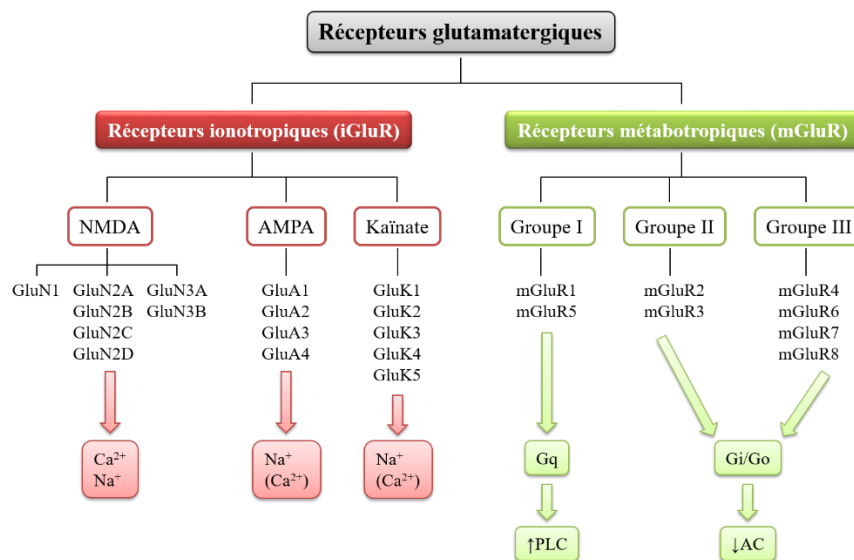 Récepteurs glutamatergiques
Récepteurs ionotropiques (iGluR)
Récepteurs métabotropiques (mGluR)
NMDA
AMPA
Kaïnate
Groupe I
Groupe II
Groupe III
GluN1
GluN2A
GluN2B
GluN2C
GluN2D
GluN3A
GluN3B
GluA1
GluA2
GluA3
GluA4
GluK1
GluK2
GluK3
GluK4
GluK5
mGluR1
mGluR5
mGluR2
mGluR3
mGluR4
mGluR6
mGluR7
mGluR8
Ca²⁺
Na⁺
Na⁺
(Ca²⁺)
Na⁺
(Ca²⁺)
Gq
Gi/Go
↑PLC
↓AC